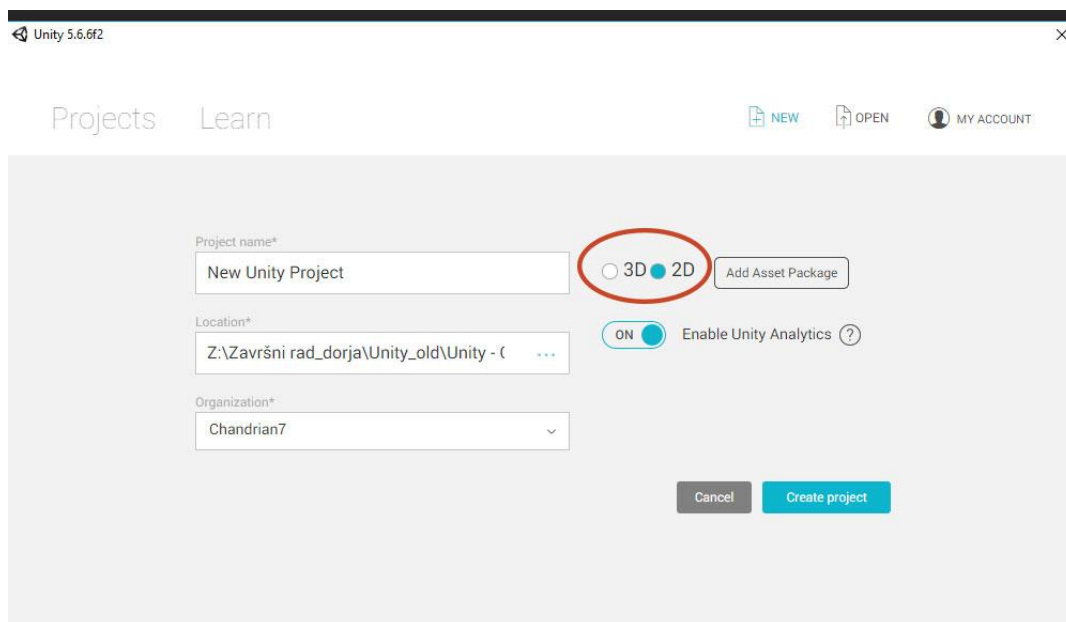 Unity 5.6.6f2
Projects Learn
NEW OPEN MY ACCOUNT
Project name*
New Unity Project
3D 2D Add Asset Package
Location*
Z:\Završni rad_dorja\Unity_old\Unity - (
ON Enable Unity Analytics ?
Organization*
Chandrian7
Cancel Create project